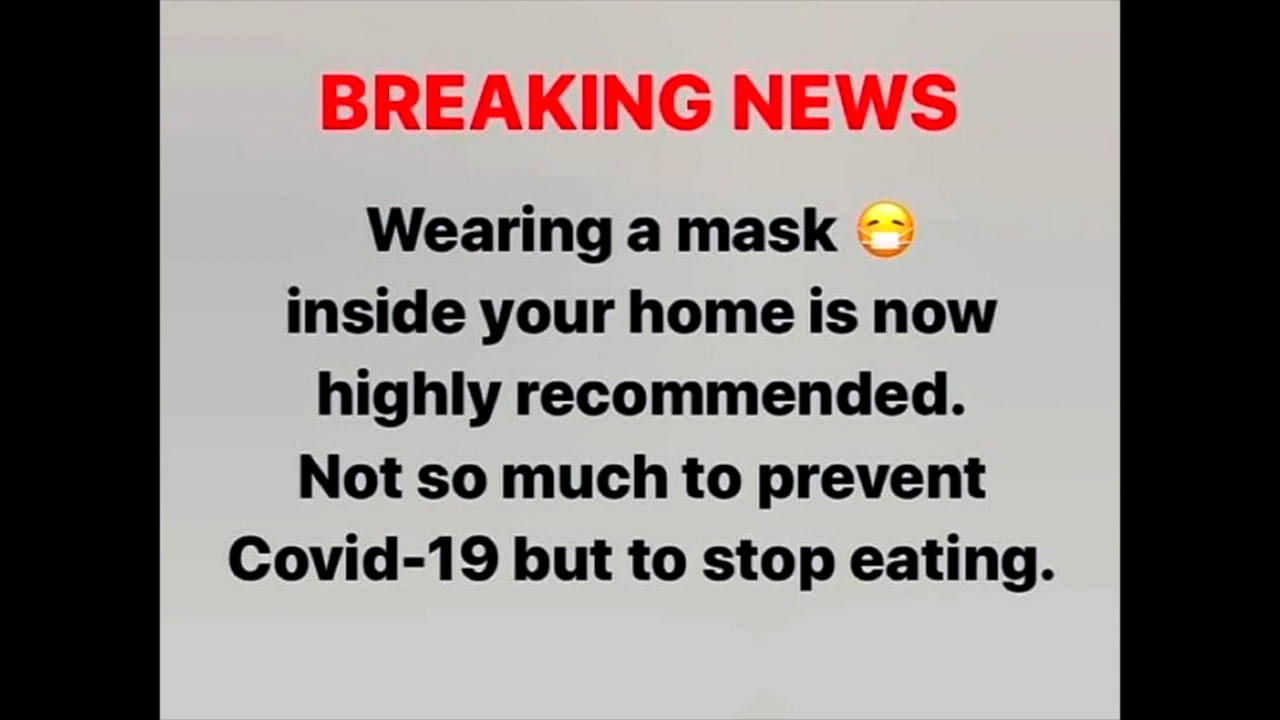 BREAKING NEWS
Wearing a mask 😷
inside your home is now
highly recommended.
Not so much to prevent
Covid-19 but to stop eating.